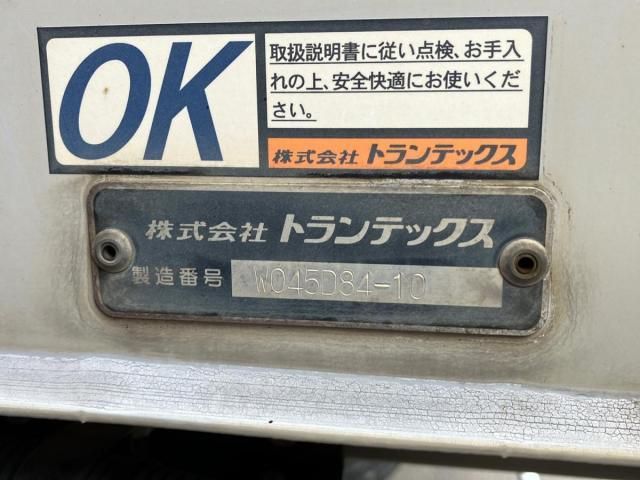 OK
取扱説明書に従い点検、お手入
れの上、安全快適にお使いくだ
さい。
株式会社 トランテックス
株式会社 トランテックス
製造番号 W045D84-10